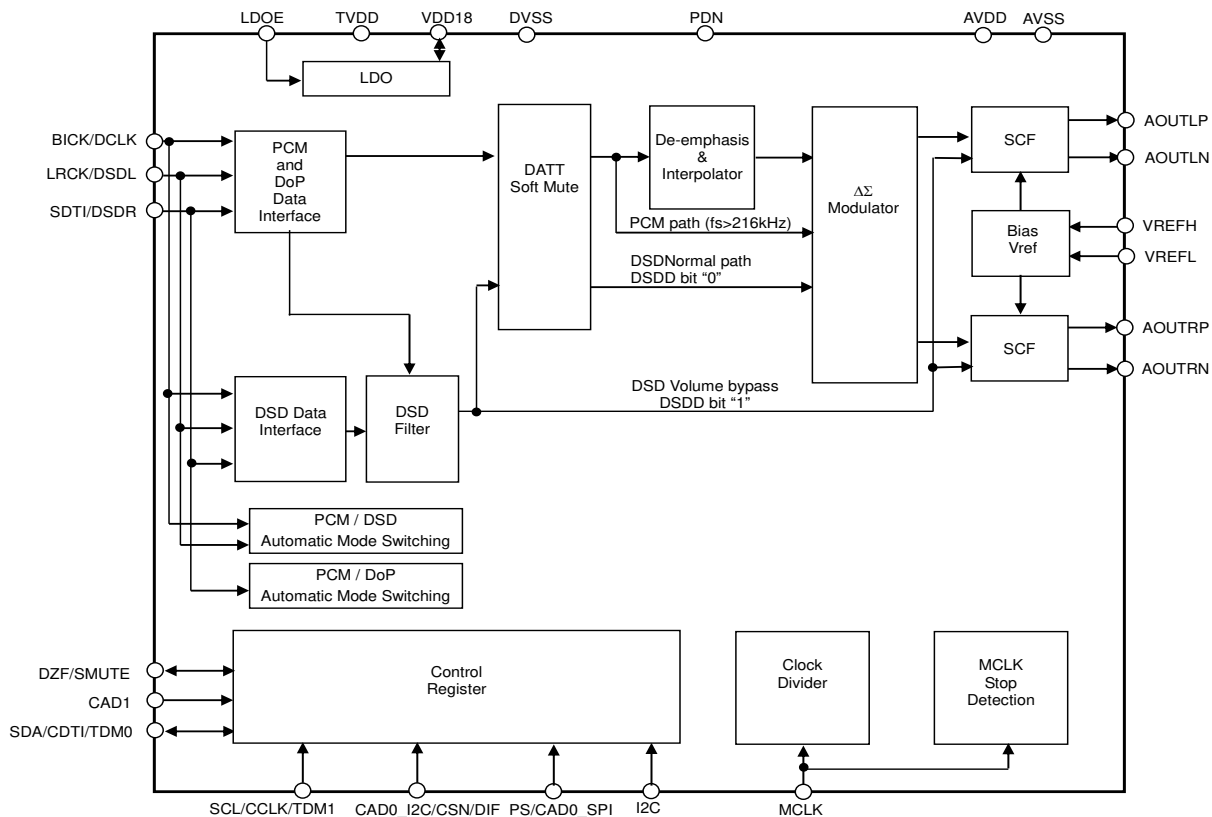 LDOE
TVDD
VDD18
DVSS
PDN
AVDD
AVSS
LDO
BICK/DCLK
LRCK/DSDL
SDTI/DSDR
PCM
and
DoP
Data
Interface
DATT
Soft Mute
De-emphasis
&
Interpolator
PCM path (fs>216kHz)
DSDNormal path
DSDD bit “0”
ΔΣ
Modulator
SCF
Bias
Vref
SCF
AOUTLP
AOUTLN
VREFH
VREFL
AOUTRP
AOUTRN
DSD Data
Interface
DSD
Filter
DSD Volume bypass
DSDD bit “1”
PCM / DSD
Automatic Mode Switching
PCM / DoP
Automatic Mode Switching
DZF/SMUTE
CAD1
SDA/CDTI/TDM0
Control
Register
Clock
Divider
MCLK
Stop
Detection
SCL/CCLK/TDM1
CAD0_I2C/CSN/DIF
PS/CAD0_SPI
I2C
MCLK